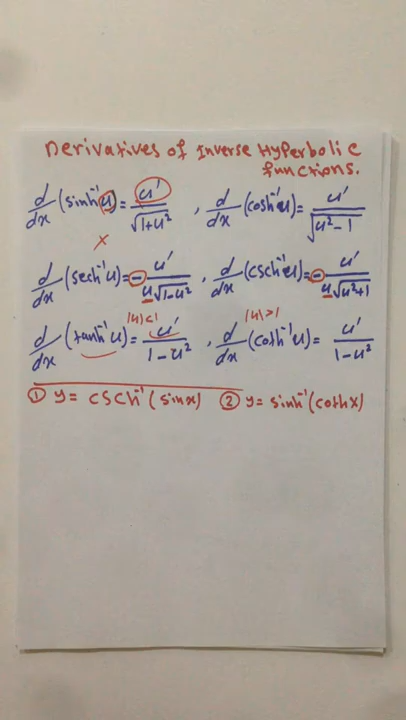 Derivatives of Inverse Hyperbolic
functions.
d/dx (sinh⁻¹u) = u'/√(1+u²) , d/dx (cosh⁻¹u) = u'/√(u²-1)
×
d/dx (sech⁻¹u) = - u'/(u√(1-u²)) , d/dx (csch⁻¹u) = - u'/(u√(u²+1))
|u|<1 |u|>1
d/dx (tanh⁻¹u) = u'/(1-u²) , d/dx (coth⁻¹u) = u'/(1-u²)
① y = csch⁻¹(sinx) ② y = sinh⁻¹(cothx)